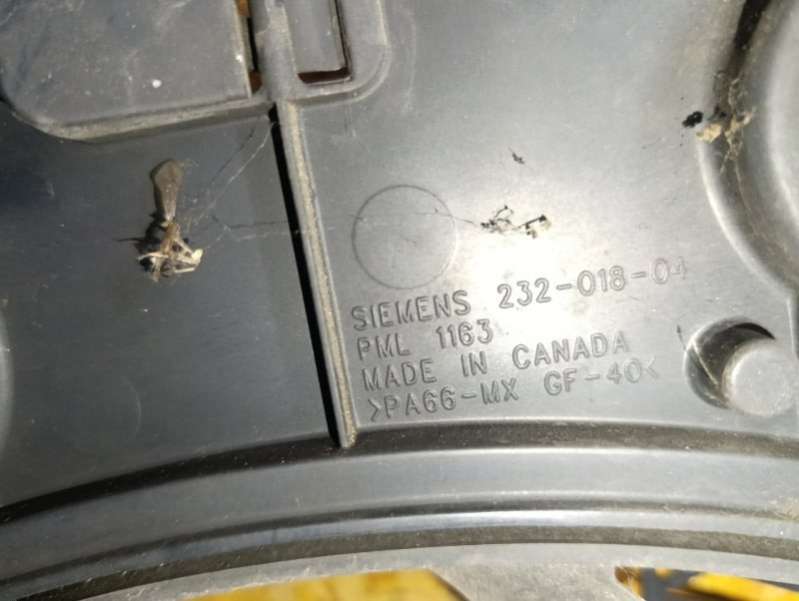 SIEMENS 232-018-04
PML 1163
MADE IN CANADA
>PA66-MX GF-40<